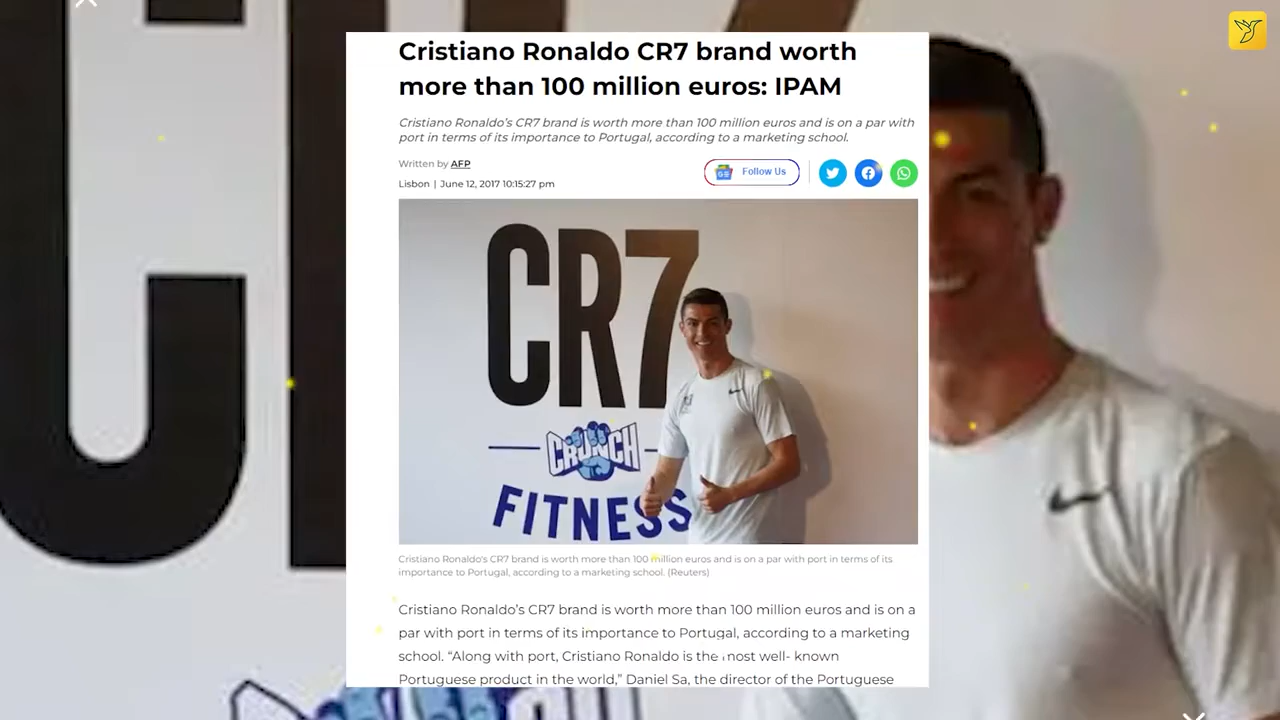 Cristiano Ronaldo CR7 brand worth
more than 100 million euros: IPAM
Cristiano Ronaldo's CR7 brand is worth more than 100 million euros and is on a par with
port in terms of its importance to Portugal, according to a marketing school.
Written by AFP
Lisbon | June 12, 2017 10:15:27 pm
Follow Us
CR7
CRUNCH
FITNESS
Cristiano Ronaldo's CR7 brand is worth more than 100 million euros and is on a par with port in terms of its
importance to Portugal, according to a marketing school. (Reuters)
Cristiano Ronaldo’s CR7 brand is worth more than 100 million euros and is on a
par with port in terms of its importance to Portugal, according to a marketing
school. “Along with port, Cristiano Ronaldo is the most well- known
Portuguese product in the world,” Daniel Sa, the director of the Portuguese